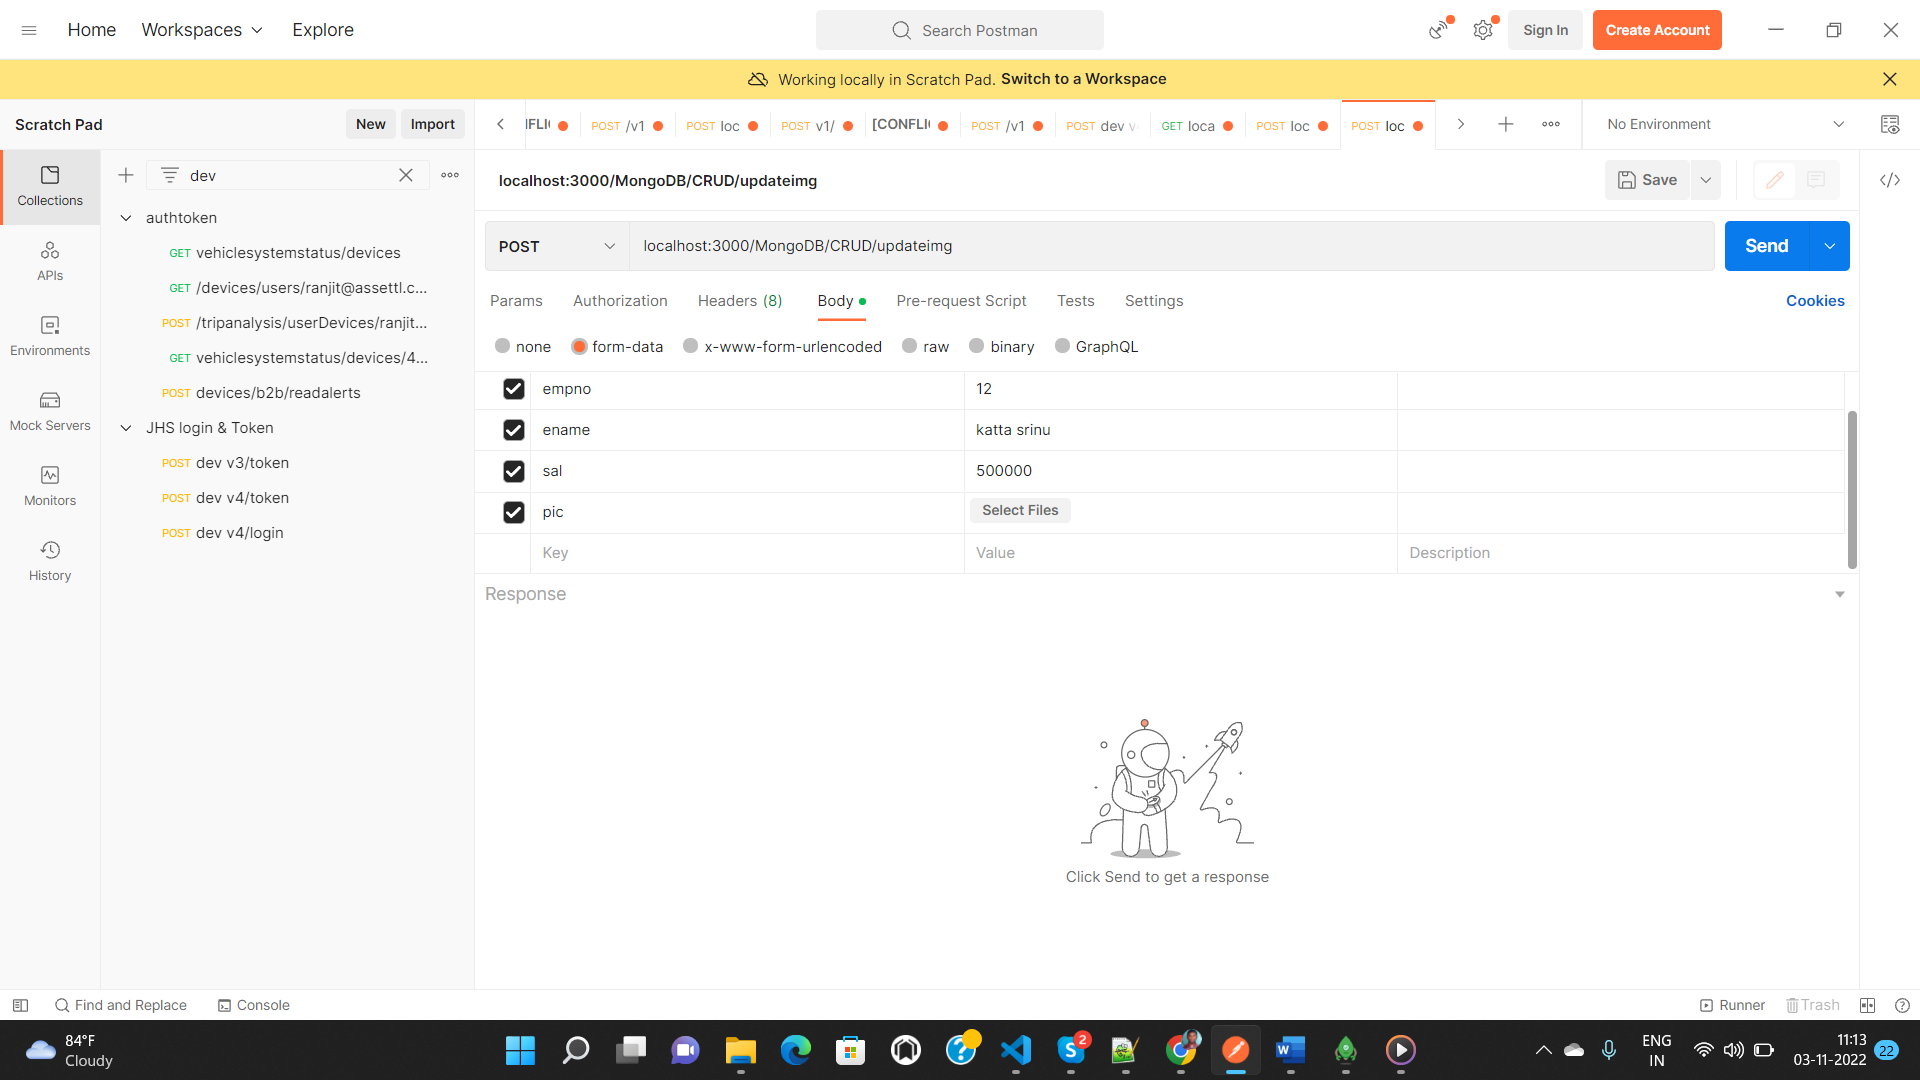 Home Workspaces Explore
Search Postman
Sign In Create Account
Working locally in Scratch Pad. Switch to a Workspace
Scratch Pad New Import
POST /v1 POST loc POST v1/ [CONFLI POST /v1 POST dev v GET loca POST loc POST loc
No Environment
dev
Collections
APIs
Environments
Mock Servers
Monitors
History
authtoken
GET vehiclesystemstatus/devices
GET /devices/users/ranjit@assettl.c...
POST /tripanalysis/userDevices/ranjit...
GET vehiclesystemstatus/devices/4...
POST devices/b2b/readalerts
JHS login & Token
POST dev v3/token
POST dev v4/token
POST dev v4/login
localhost:3000/MongoDB/CRUD/updateimg
Save
POST localhost:3000/MongoDB/CRUD/updateimg Send
Params Authorization Headers (8) Body Pre-request Script Tests Settings Cookies
none form-data x-www-form-urlencoded raw binary GraphQL
empno 12
ename katta srinu
sal 500000
pic Select Files
Key Value Description
Response
Click Send to get a response
Find and Replace Console Runner Trash
84°F
Cloudy
2
ENG
IN
11:13
03-11-2022
22